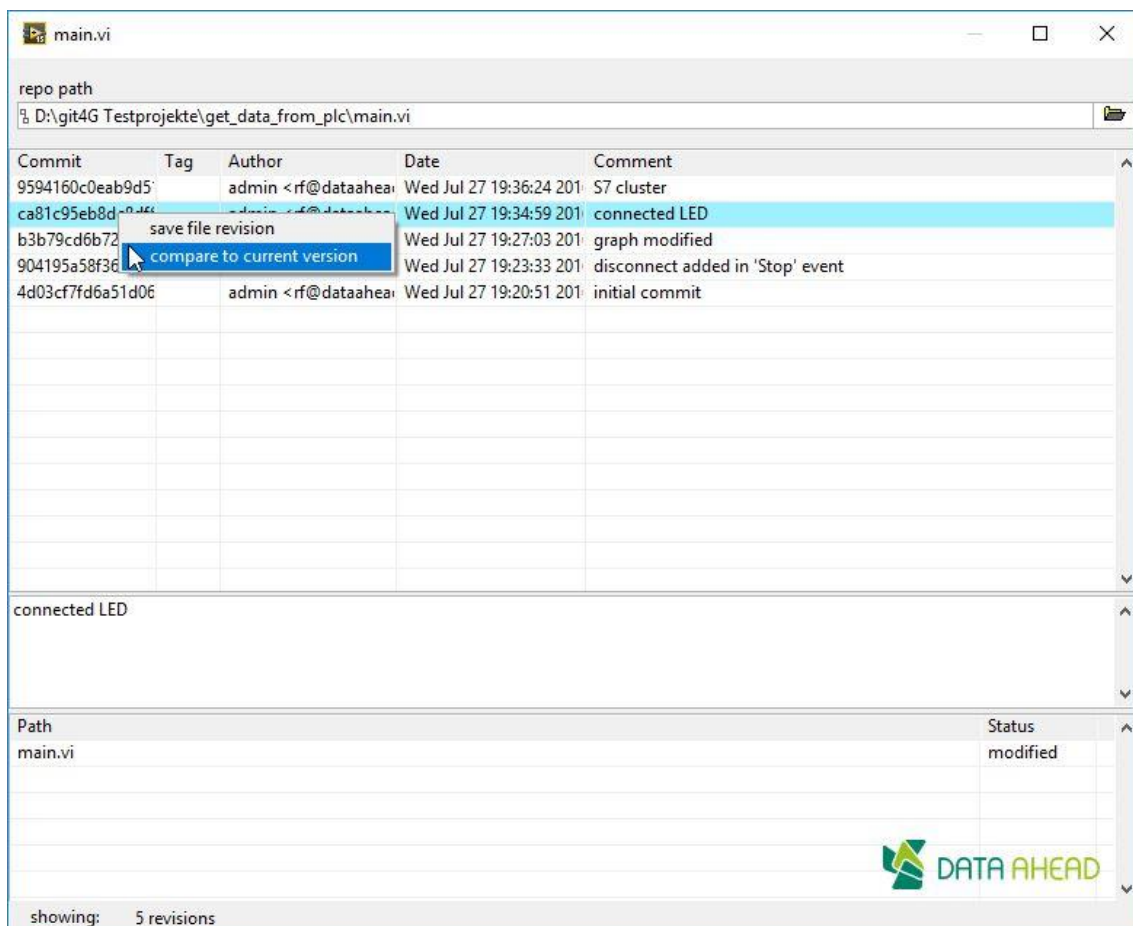 main.vi
repo path
D:\git4G Testprojekte\get_data_from_plc\main.vi
Commit Tag Author Date Comment
9594160c0eab9d5 admin <rf@dataahea Wed Jul 27 19:36:24 201 S7 cluster
ca81c95eb8dc8df Wed Jul 27 19:34:59 201 connected LED
save file revision
b3b79cd6b72 Wed Jul 27 19:27:03 201 graph modified
compare to current version
904195a58f36 Wed Jul 27 19:23:33 201 disconnect added in 'Stop' event
4d03cf7fd6a51d06 admin <rf@dataahea Wed Jul 27 19:20:51 201 initial commit
connected LED
Path Status
main.vi modified
DATA AHEAD
showing: 5 revisions